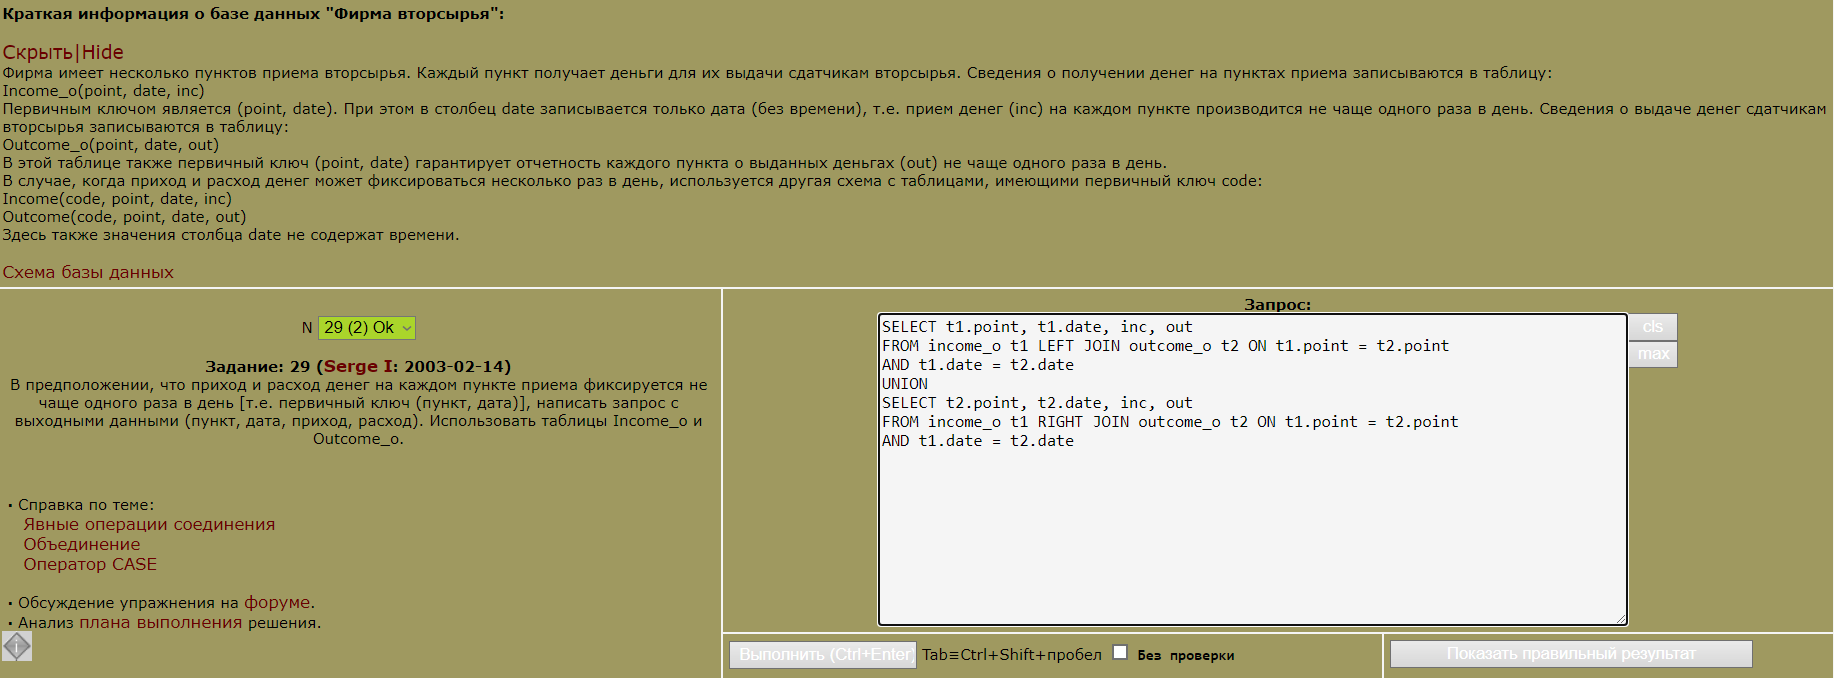 Краткая информация о базе данных "Фирма вторсырья":
Скрыть|Hide
Фирма имеет несколько пунктов приема вторсырья. Каждый пункт получает деньги для их выдачи сдатчикам вторсырья. Сведения о получении денег на пунктах приема записываются в таблицу:
Income_o(point, date, inc)
Первичным ключом является (point, date). При этом в столбец date записывается только дата (без времени), т.е. прием денег (inc) на каждом пункте производится не чаще одного раза в день. Сведения о выдаче денег сдатчикам
вторсырья записываются в таблицу:
Outcome_o(point, date, out)
В этой таблице также первичный ключ (point, date) гарантирует отчетность каждого пункта о выданных деньгах (out) не чаще одного раза в день.
В случае, когда приход и расход денег может фиксироваться несколько раз в день, используется другая схема с таблицами, имеющими первичный ключ code:
Income(code, point, date, inc)
Outcome(code, point, date, out)
Здесь также значения столбца date не содержат времени.
Схема базы данных
N 29 (2) Ok
Задание: 29 (Serge I: 2003-02-14)
В предположении, что приход и расход денег на каждом пункте приема фиксируется не
чаще одного раза в день [т.е. первичный ключ (пункт, дата)], написать запрос с
выходными данными (пункт, дата, приход, расход). Использовать таблицы Income_o и
Outcome_o.
· Справка по теме:
Явные операции соединения
Объединение
Оператор CASE
· Обсуждение упражнения на форуме.
· Анализ плана выполнения решения.
i
Запрос:
SELECT t1.point, t1.date, inc, out
FROM income_o t1 LEFT JOIN outcome_o t2 ON t1.point = t2.point
AND t1.date = t2.date
UNION
SELECT t2.point, t2.date, inc, out
FROM income_o t1 RIGHT JOIN outcome_o t2 ON t1.point = t2.point
AND t1.date = t2.date
cls
max
Выполнить (Ctrl+Enter) Tab≡Ctrl+Shift+пробел Без проверки
Показать правильный результат